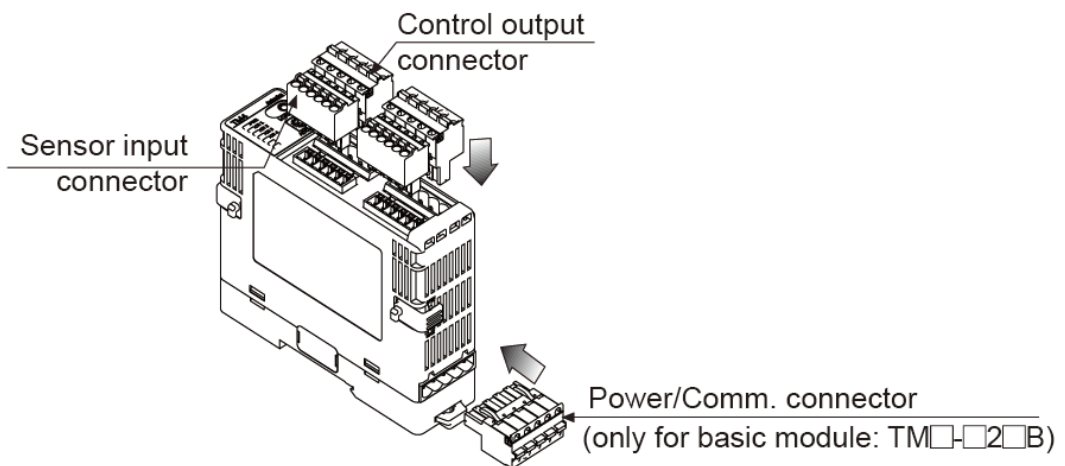 Control output
connector
Sensor input
connector
Power/Comm. connector
(only for basic module: TM□-□2□B)